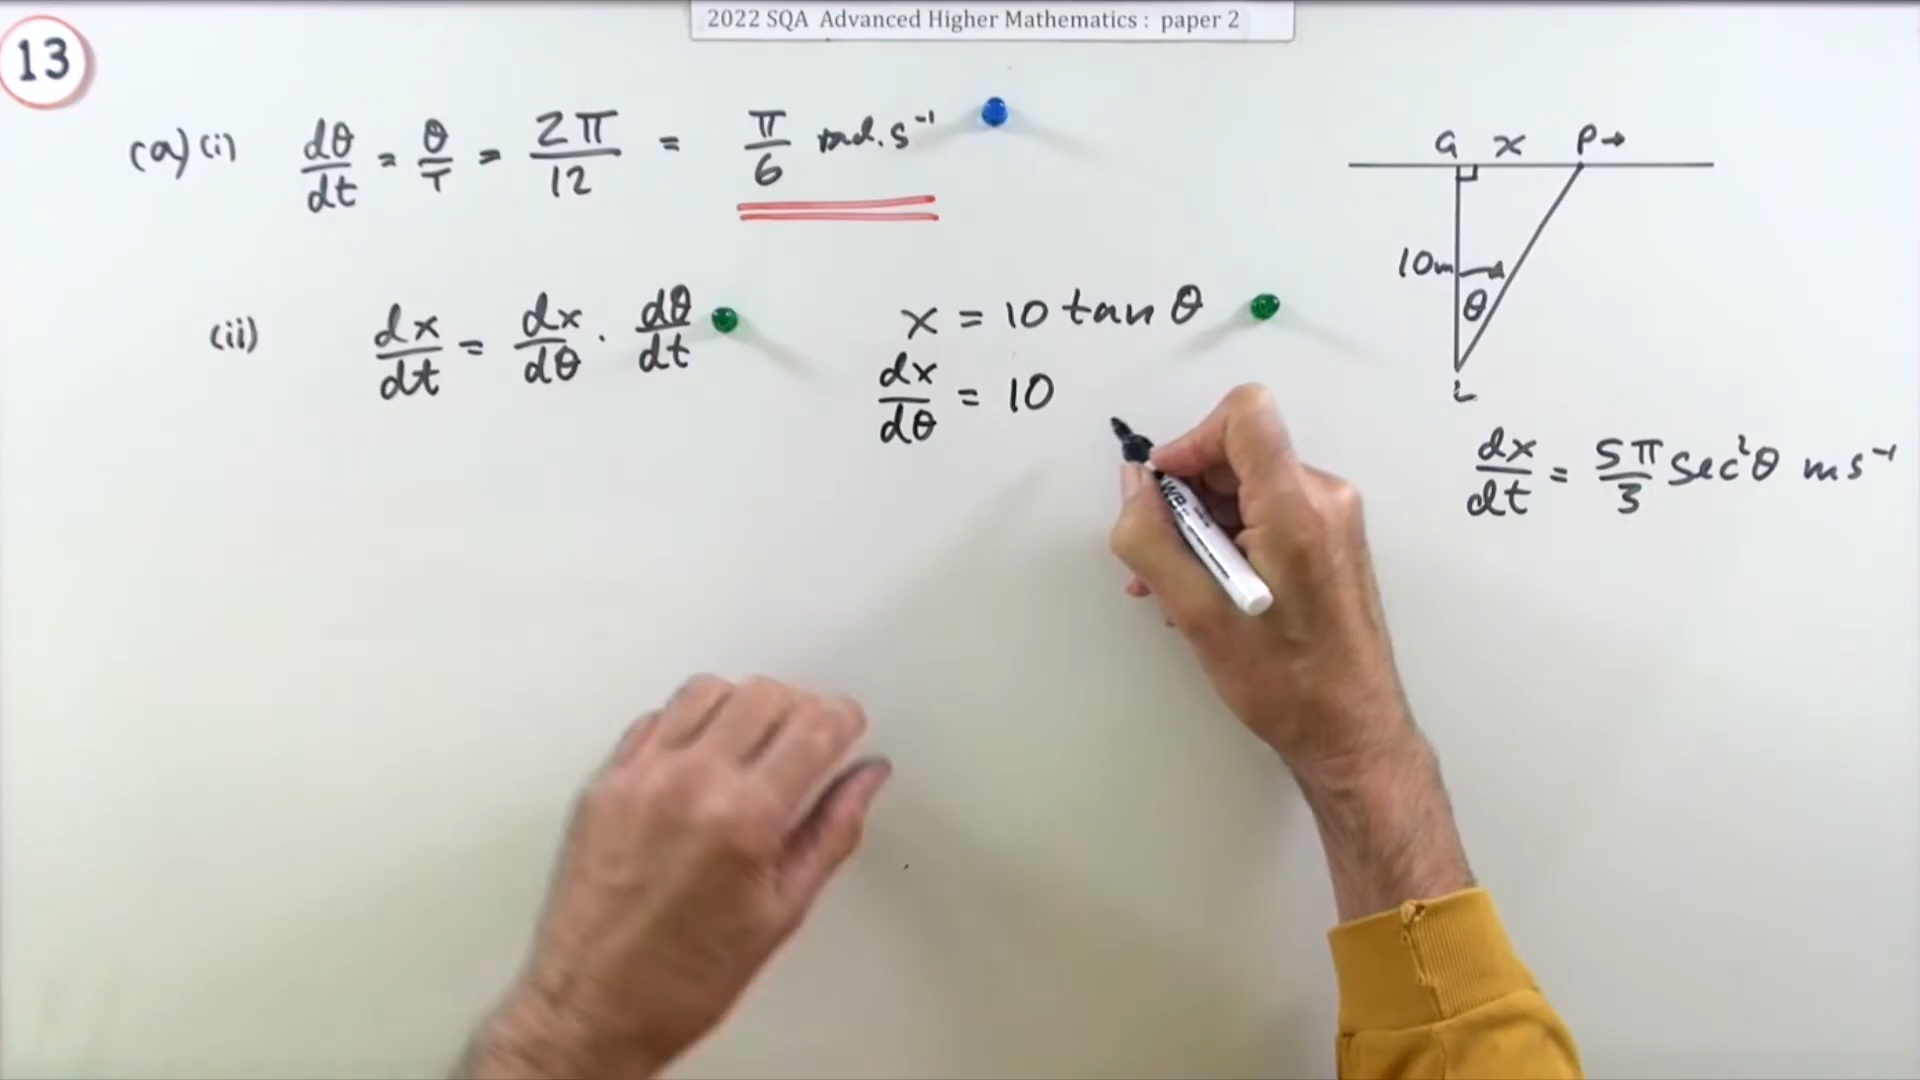 2022 SQA Advanced Higher Mathematics : paper 2
13
(a) (i) dθ/dt = θ/T = 2π/12 = π/6 rad.s⁻¹
G x P→
10m
θ
L
(ii) dx/dt = dx/dθ · dθ/dt
x = 10 tan θ
dx/dθ = 10
dx/dt = 5π/3 sec²θ ms⁻¹